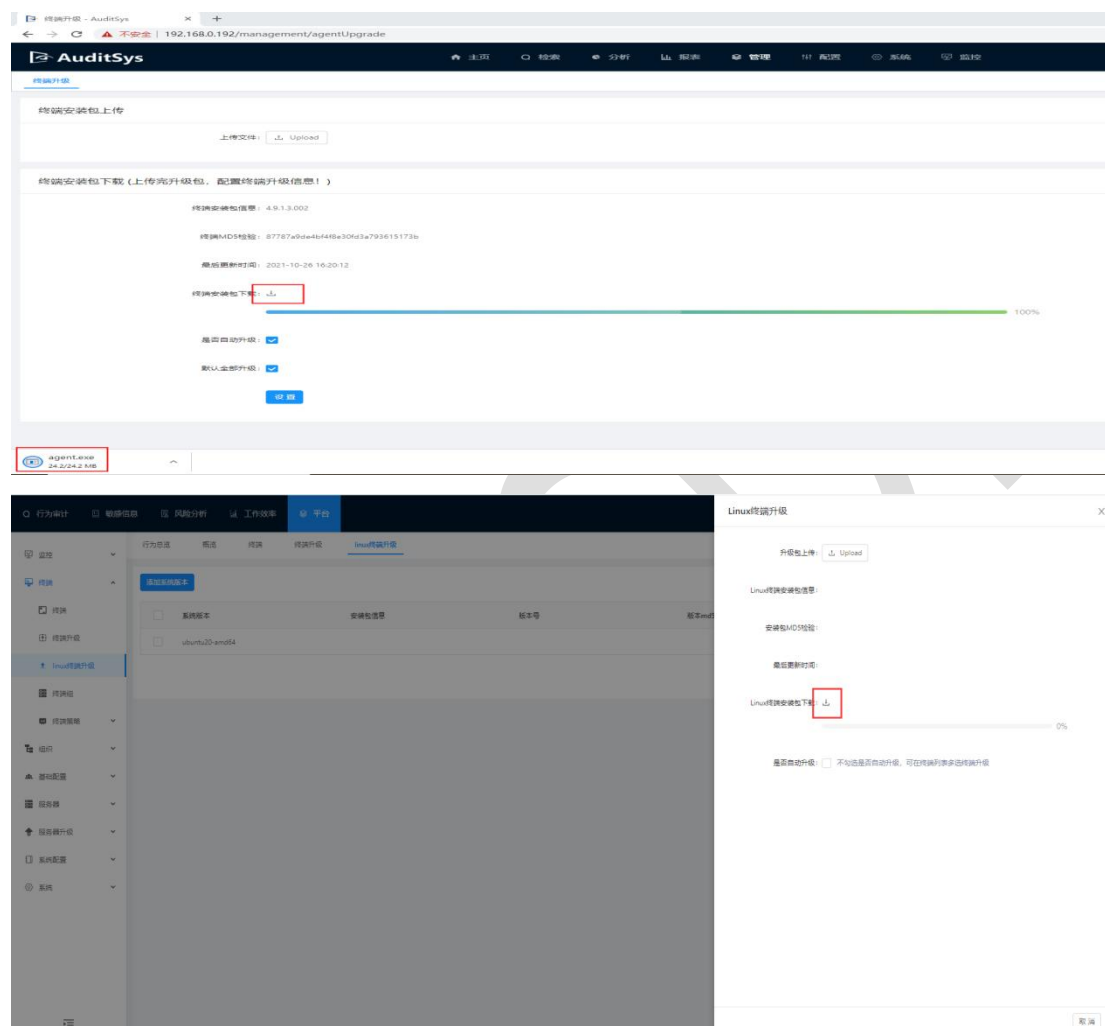 终端升级 - AuditSys × +
不安全 | 192.168.0.192/management/agentUpgrade
AuditSys 主页 检索 分析 报表 管理 配置 系统 监控
终端升级
终端安装包上传
上传文件: Upload
终端安装包下载 (上传完升级包，配置终端升级信息！)
终端安装包信息: 4.9.1.3.002
终端MD5检验:
最后更新时间: 2021-10-26 16:20:12
终端安装包下载:
100%
是否自动升级:
默认全部升级:
设置
agent.exe
24.2/24.2 MB
行为审计 敏感信息 风险分析 工作效率 平台
Linux终端升级 ×
监控
行为总览 概览 终端 终端升级 linux终端升级
升级包上传: Upload
终端
添加系统版本
Linux终端安装包信息:
终端
系统版本 安装包信息 版本号 版本md5
安装包MD5检验:
终端升级
ubuntu20-amd64
linux终端升级
最后更新时间:
终端组
Linux终端安装包下载:
终端策略
0%
组织
是否自动升级: 不勾选是否自动升级，可在终端列表多选终端升级
基础配置
服务器
服务器升级
系统配置
系统
取消